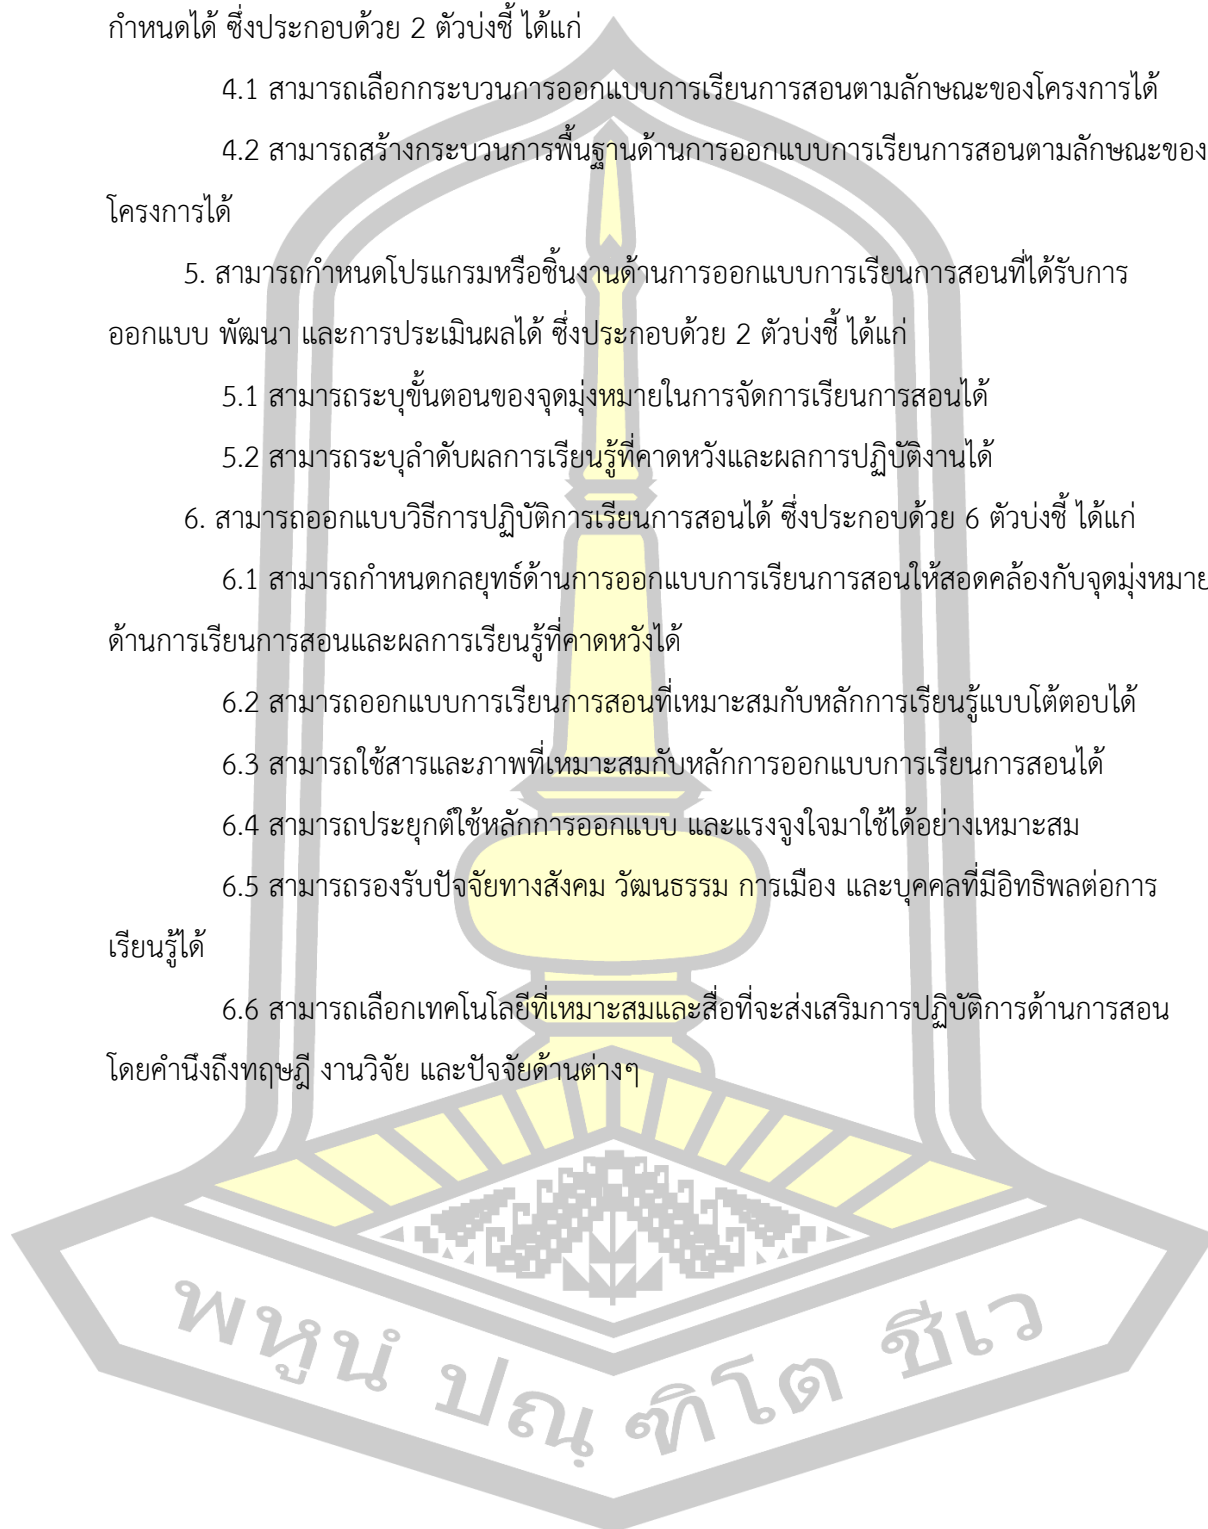 กำหนดได้ ซึ่งประกอบด้วย 2 ตัวบ่งชี้ ได้แก่
4.1 สามารถเลือกกระบวนการออกแบบการเรียนการสอนตามลักษณะของโครงการได้
4.2 สามารถสร้างกระบวนการพื้นฐานด้านการออกแบบการเรียนการสอนตามลักษณะของ
โครงการได้
5. สามารถกำหนดโปรแกรมหรือชิ้นงานด้านการออกแบบการเรียนการสอนที่ได้รับการ
ออกแบบ พัฒนา และการประเมินผลได้ ซึ่งประกอบด้วย 2 ตัวบ่งชี้ ได้แก่
5.1 สามารถระบุขั้นตอนของจุดมุ่งหมายในการจัดการเรียนการสอนได้
5.2 สามารถระบุลำดับผลการเรียนรู้ที่คาดหวังและผลการปฏิบัติงานได้
6. สามารถออกแบบวิธีการปฏิบัติการเรียนการสอนได้ ซึ่งประกอบด้วย 6 ตัวบ่งชี้ ได้แก่
6.1 สามารถกำหนดกลยุทธ์ด้านการออกแบบการเรียนการสอนให้สอดคล้องกับจุดมุ่งหมาย
ด้านการเรียนการสอนและผลการเรียนรู้ที่คาดหวังได้
6.2 สามารถออกแบบการเรียนการสอนที่เหมาะสมกับหลักการเรียนรู้แบบโต้ตอบได้
6.3 สามารถใช้สารและภาพที่เหมาะสมกับหลักการออกแบบการเรียนการสอนได้
6.4 สามารถประยุกต์ใช้หลักการออกแบบ และแรงจูงใจมาใช้ได้อย่างเหมาะสม
6.5 สามารถรองรับปัจจัยทางสังคม วัฒนธรรม การเมือง และบุคคลที่มีอิทธิพลต่อการ
เรียนรู้ได้
6.6 สามารถเลือกเทคโนโลยีที่เหมาะสมและสื่อที่จะส่งเสริมการปฏิบัติการด้านการสอน
โดยคำนึงถึงทฤษฎี งานวิจัย และปัจจัยด้านต่างๆ
พหูนํ ปณฺ ฑิโต ชีเว